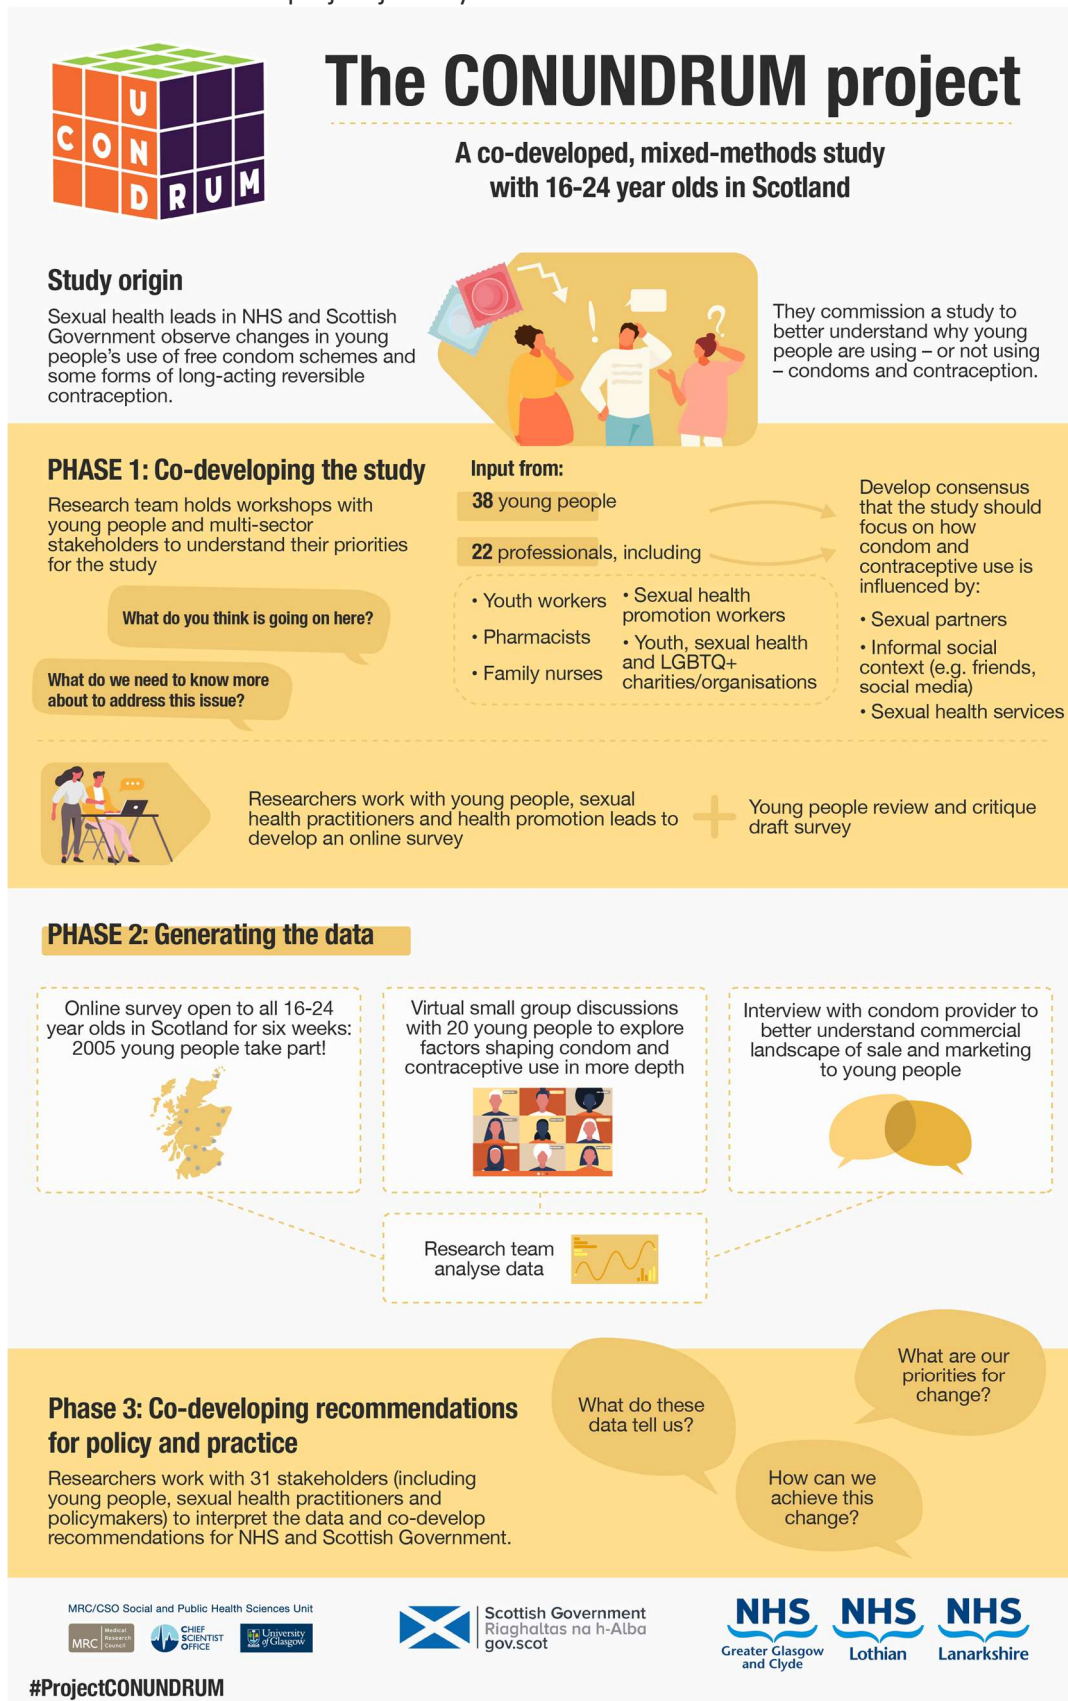 U
C O N
D R U M
The CONUNDRUM project
A co-developed, mixed-methods study
with 16-24 year olds in Scotland
Study origin
Sexual health leads in NHS and Scottish
Government observe changes in young
people's use of free condom schemes and
some forms of long-acting reversible
contraception.
!
?
They commission a study to
better understand why young
people are using – or not using
– condoms and contraception.
PHASE 1: Co-developing the study
Research team holds workshops with
young people and multi-sector
stakeholders to understand their priorities
for the study
What do you think is going on here?
What do we need to know more
about to address this issue?
Input from:
38 young people
22 professionals, including
• Youth workers
• Pharmacists
• Family nurses
• Sexual health
promotion workers
• Youth, sexual health
and LGBTQ+
charities/organisations
Develop consensus
that the study should
focus on how
condom and
contraceptive use is
influenced by:
• Sexual partners
• Informal social
context (e.g. friends,
social media)
• Sexual health services
Researchers work with young people, sexual
health practitioners and health promotion leads to
develop an online survey
+
Young people review and critique
draft survey
PHASE 2: Generating the data
Online survey open to all 16-24
year olds in Scotland for six weeks:
2005 young people take part!
Virtual small group discussions
with 20 young people to explore
factors shaping condom and
contraceptive use in more depth
Interview with condom provider to
better understand commercial
landscape of sale and marketing
to young people
Research team
analyse data
Phase 3: Co-developing recommendations
for policy and practice
Researchers work with 31 stakeholders (including
young people, sexual health practitioners and
policymakers) to interpret the data and co-develop
recommendations for NHS and Scottish Government.
What do these
data tell us?
What are our
priorities for
change?
How can we
achieve this
change?
MRC/CSO Social and Public Health Sciences Unit
MRC
Medical
Research
Council
CHIEF
SCIENTIST
OFFICE
University
of Glasgow
Scottish Government
Riaghaltas na h-Alba
gov.scot
NHS
Greater Glasgow
and Clyde
NHS
Lothian
NHS
Lanarkshire
#ProjectCONUNDRUM